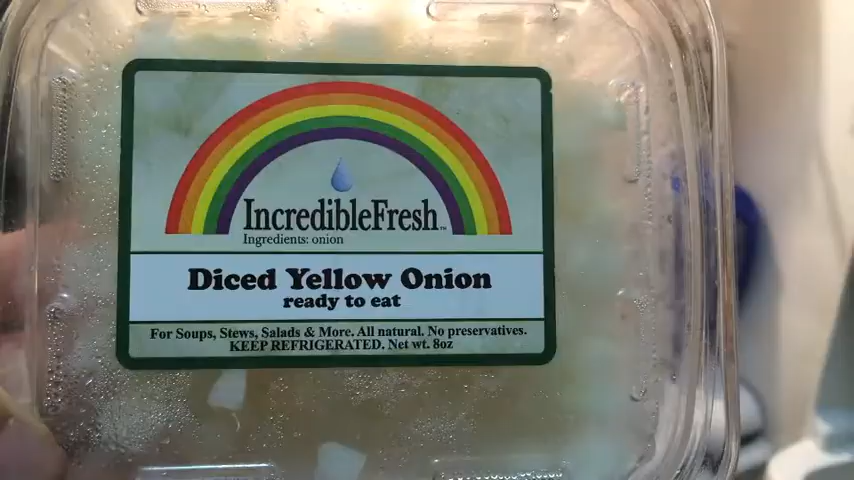 IncredibleFresh™
Ingredients: onion
Diced Yellow Onion
ready to eat
For Soups, Stews, Salads & More. All natural. No preservatives.
KEEP REFRIGERATED. Net wt. 8oz